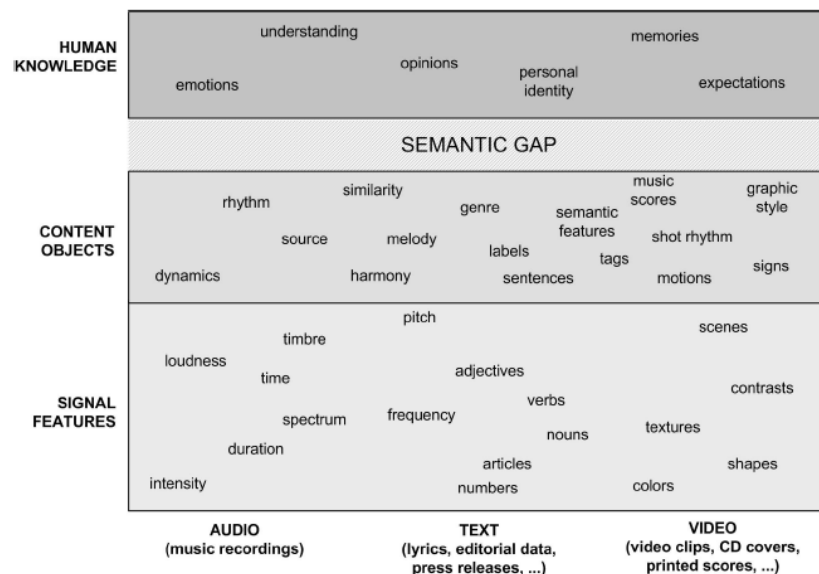 understanding
memories
HUMAN
KNOWLEDGE
opinions
personal
identity
emotions
expectations
SEMANTIC GAP
music
scores
graphic
style
similarity
rhythm
genre
semantic
features
CONTENT
OBJECTS
source
melody
shot rhythm
labels
tags
signs
dynamics
harmony
sentences
motions
pitch
scenes
timbre
loudness
time
adjectives
contrasts
verbs
SIGNAL
FEATURES
spectrum
frequency
nouns
textures
duration
articles
shapes
intensity
numbers
colors
AUDIO
(music recordings)
TEXT
(lyrics, editorial data,
press releases, ...)
VIDEO
(video clips, CD covers,
printed scores, ...)